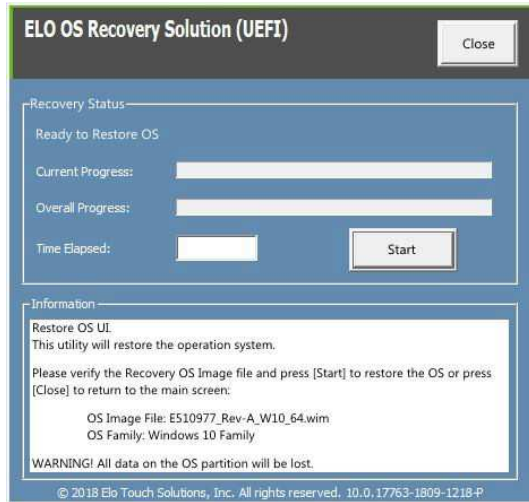 ELO OS Recovery Solution (UEFI)
Close
Recovery Status
Ready to Restore OS
Current Progress:
Overall Progress:
Time Elapsed:
Start
Information
Restore OS UI.
This utility will restore the operation system.
Please verify the Recovery OS Image file and press [Start] to restore the OS or press
[Close] to return to the main screen:
OS Image File: E510977_Rev-A_W10_64.wim
OS Family: Windows 10 Family
WARNING! All data on the OS partition will be lost.
© 2018 Elo Touch Solutions, Inc. All rights reserved. 10.0.17763-1809-1218-P